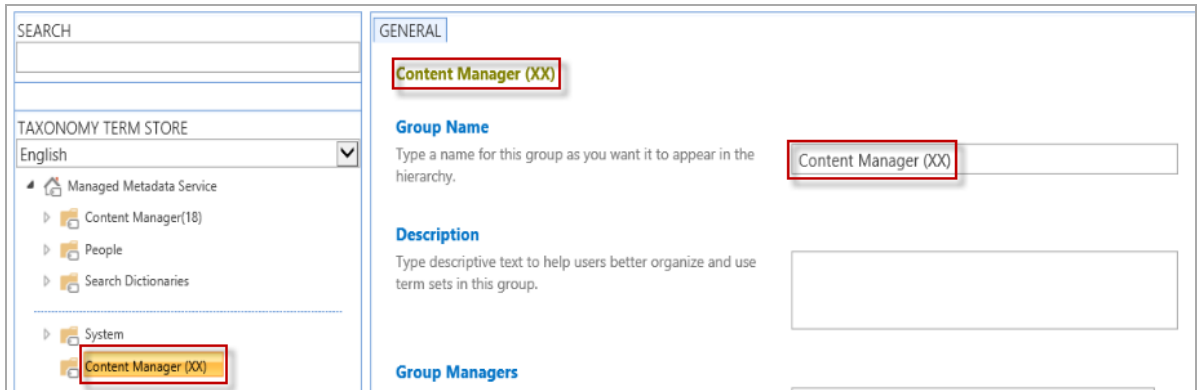 SEARCH
TAXONOMY TERM STORE
English
Managed Metadata Service
Content Manager(18)
People
Search Dictionaries
System
Content Manager (XX)
GENERAL
Content Manager (XX)
Group Name
Type a name for this group as you want it to appear in the
hierarchy.
Content Manager (XX)
Description
Type descriptive text to help users better organize and use
term sets in this group.
Group Managers